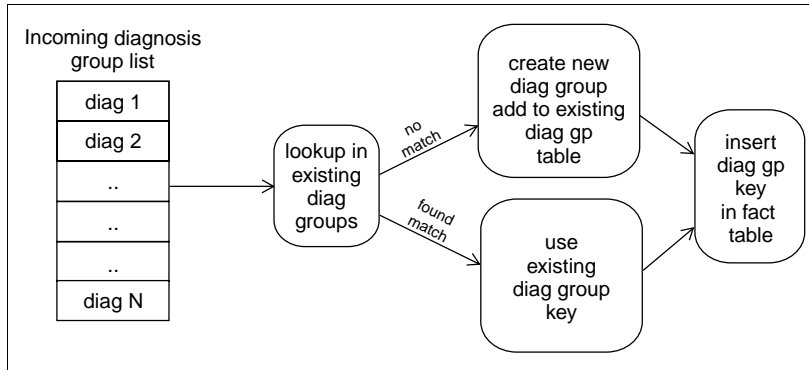 Incoming diagnosis
group list
diag 1
diag 2
..
..
..
diag N
lookup in
existing
diag
groups
no
match
found
match
create new
diag group
add to existing
diag gp
table
use
existing
diag group
key
insert
diag gp
key
in fact
table